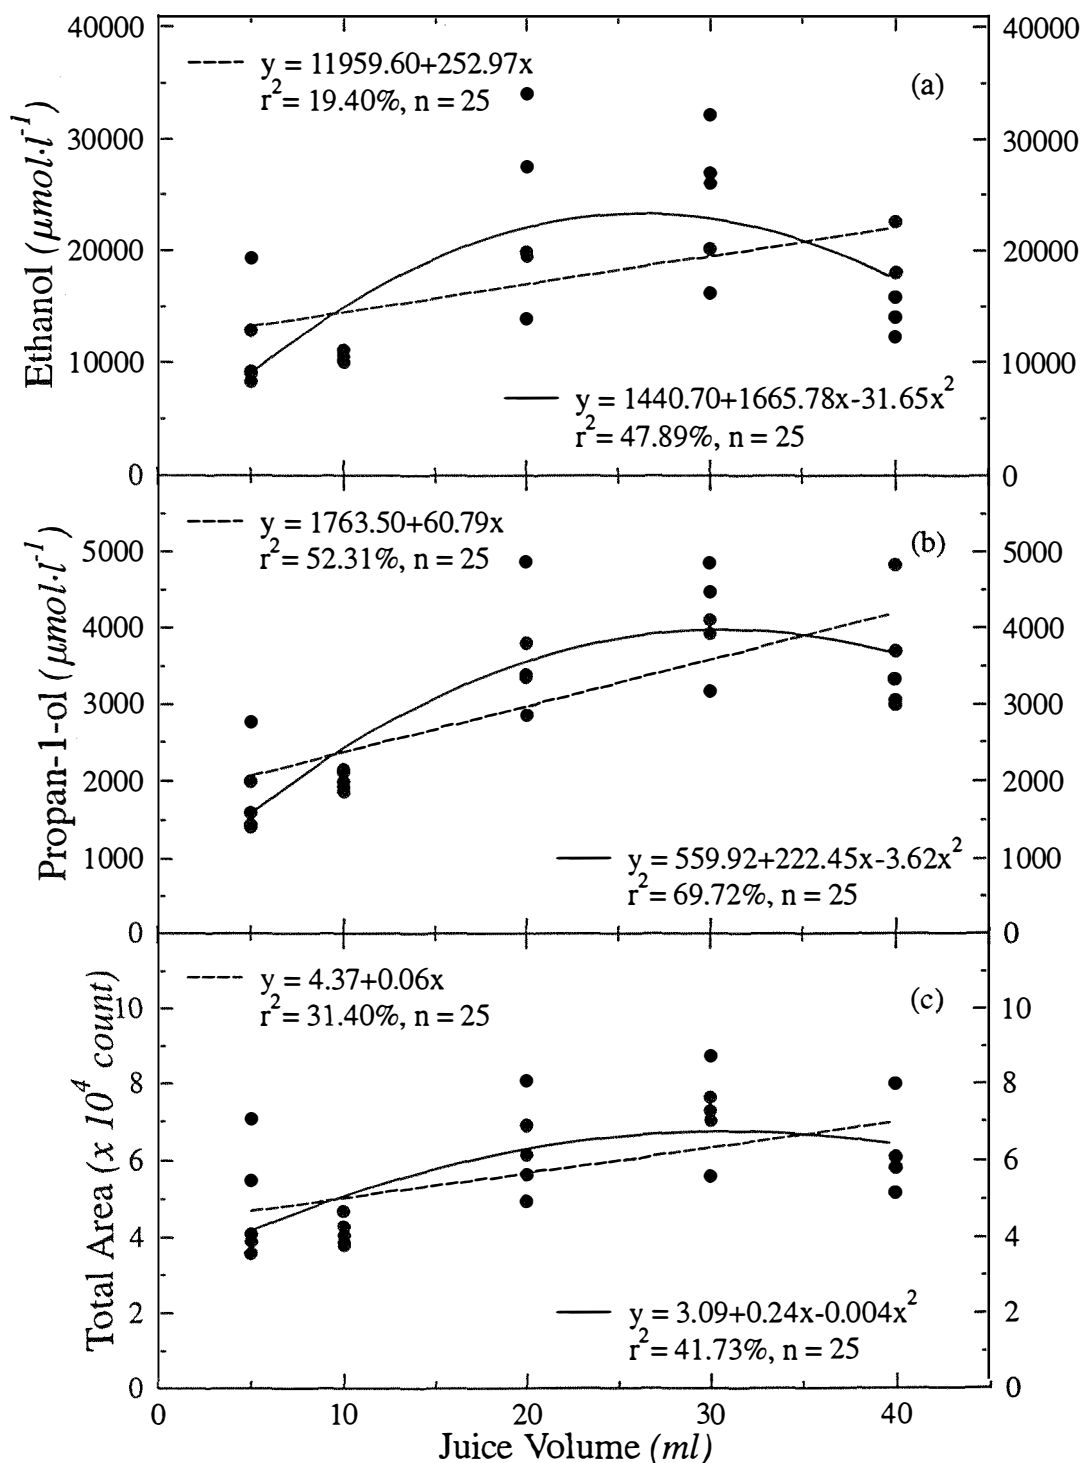 40000 40000
y = 11959.60+252.97x
r² = 19.40%, n = 25
(a)
30000 30000
Ethanol (μmol·l⁻¹)
20000 20000
10000 10000
y = 1440.70+1665.78x-31.65x²
r² = 47.89%, n = 25
0 0
y = 1763.50+60.79x
r² = 52.31%, n = 25
(b)
5000 5000
4000 4000
Propan-1-ol (μmol·l⁻¹)
3000 3000
2000 2000
1000 1000
y = 559.92+222.45x-3.62x²
r² = 69.72%, n = 25
0 0
y = 4.37+0.06x
r² = 31.40%, n = 25
(c)
10 10
8 8
Total Area (x 10⁴ count)
6 6
4 4
2 2
y = 3.09+0.24x-0.004x²
r² = 41.73%, n = 25
0 0
0 10 20 30 40
Juice Volume (ml)